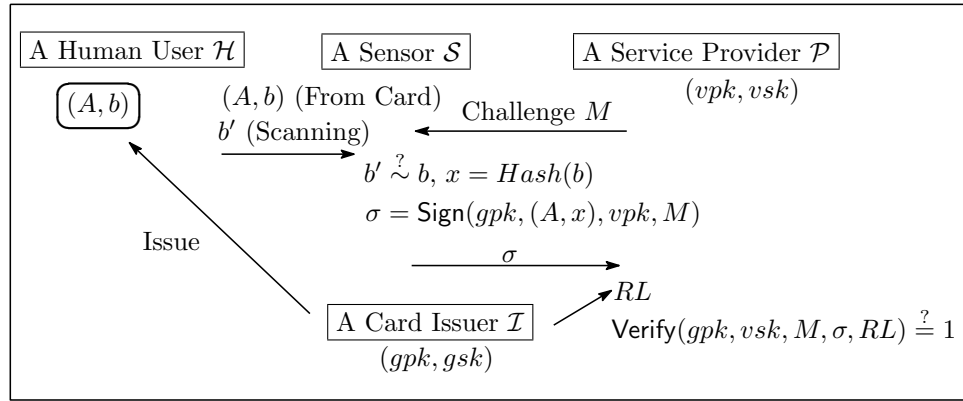 A Human User ℋ
A Sensor 𝒮
A Service Provider 𝒫
(A, b)
(A, b) (From Card)
b′ (Scanning)
Challenge M
(vpk, vsk)
b′ ?∼ b, x = Hash(b)
σ = Sign(gpk, (A, x), vpk, M)
Issue
σ
A Card Issuer ℐ
(gpk, gsk)
RL
Verify(gpk, vsk, M, σ, RL) ?= 1